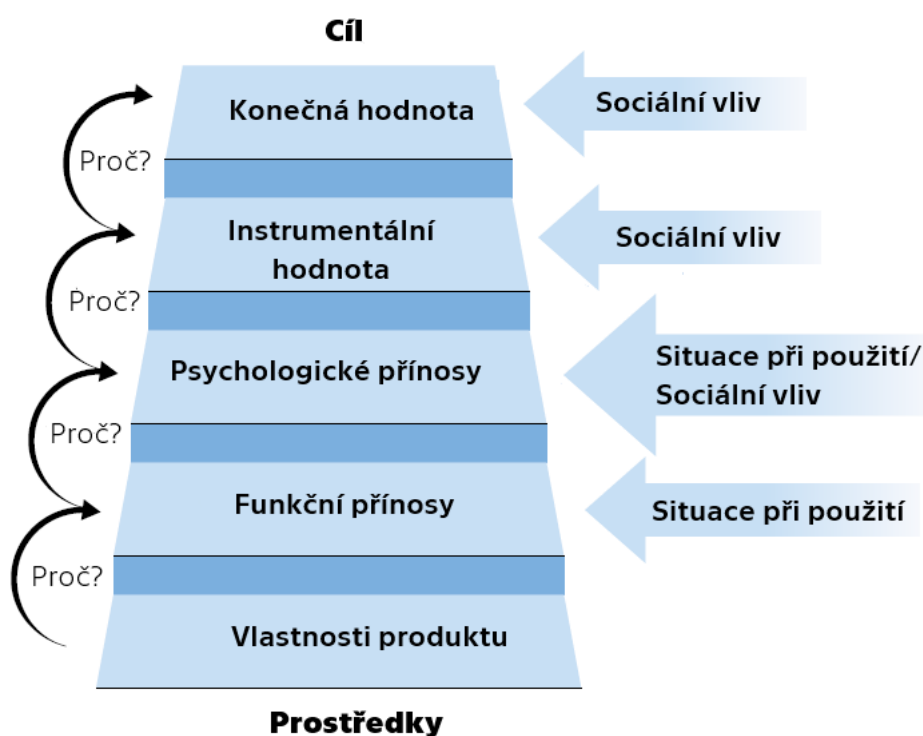 Cíl
Konečná hodnota
Sociální vliv
Proč?
Instrumentální
hodnota
Sociální vliv
Proč?
Psychologické přínosy
Situace při použití/
Sociální vliv
Proč?
Funkční přínosy
Situace při použití
Proč?
Vlastnosti produktu
Prostředky